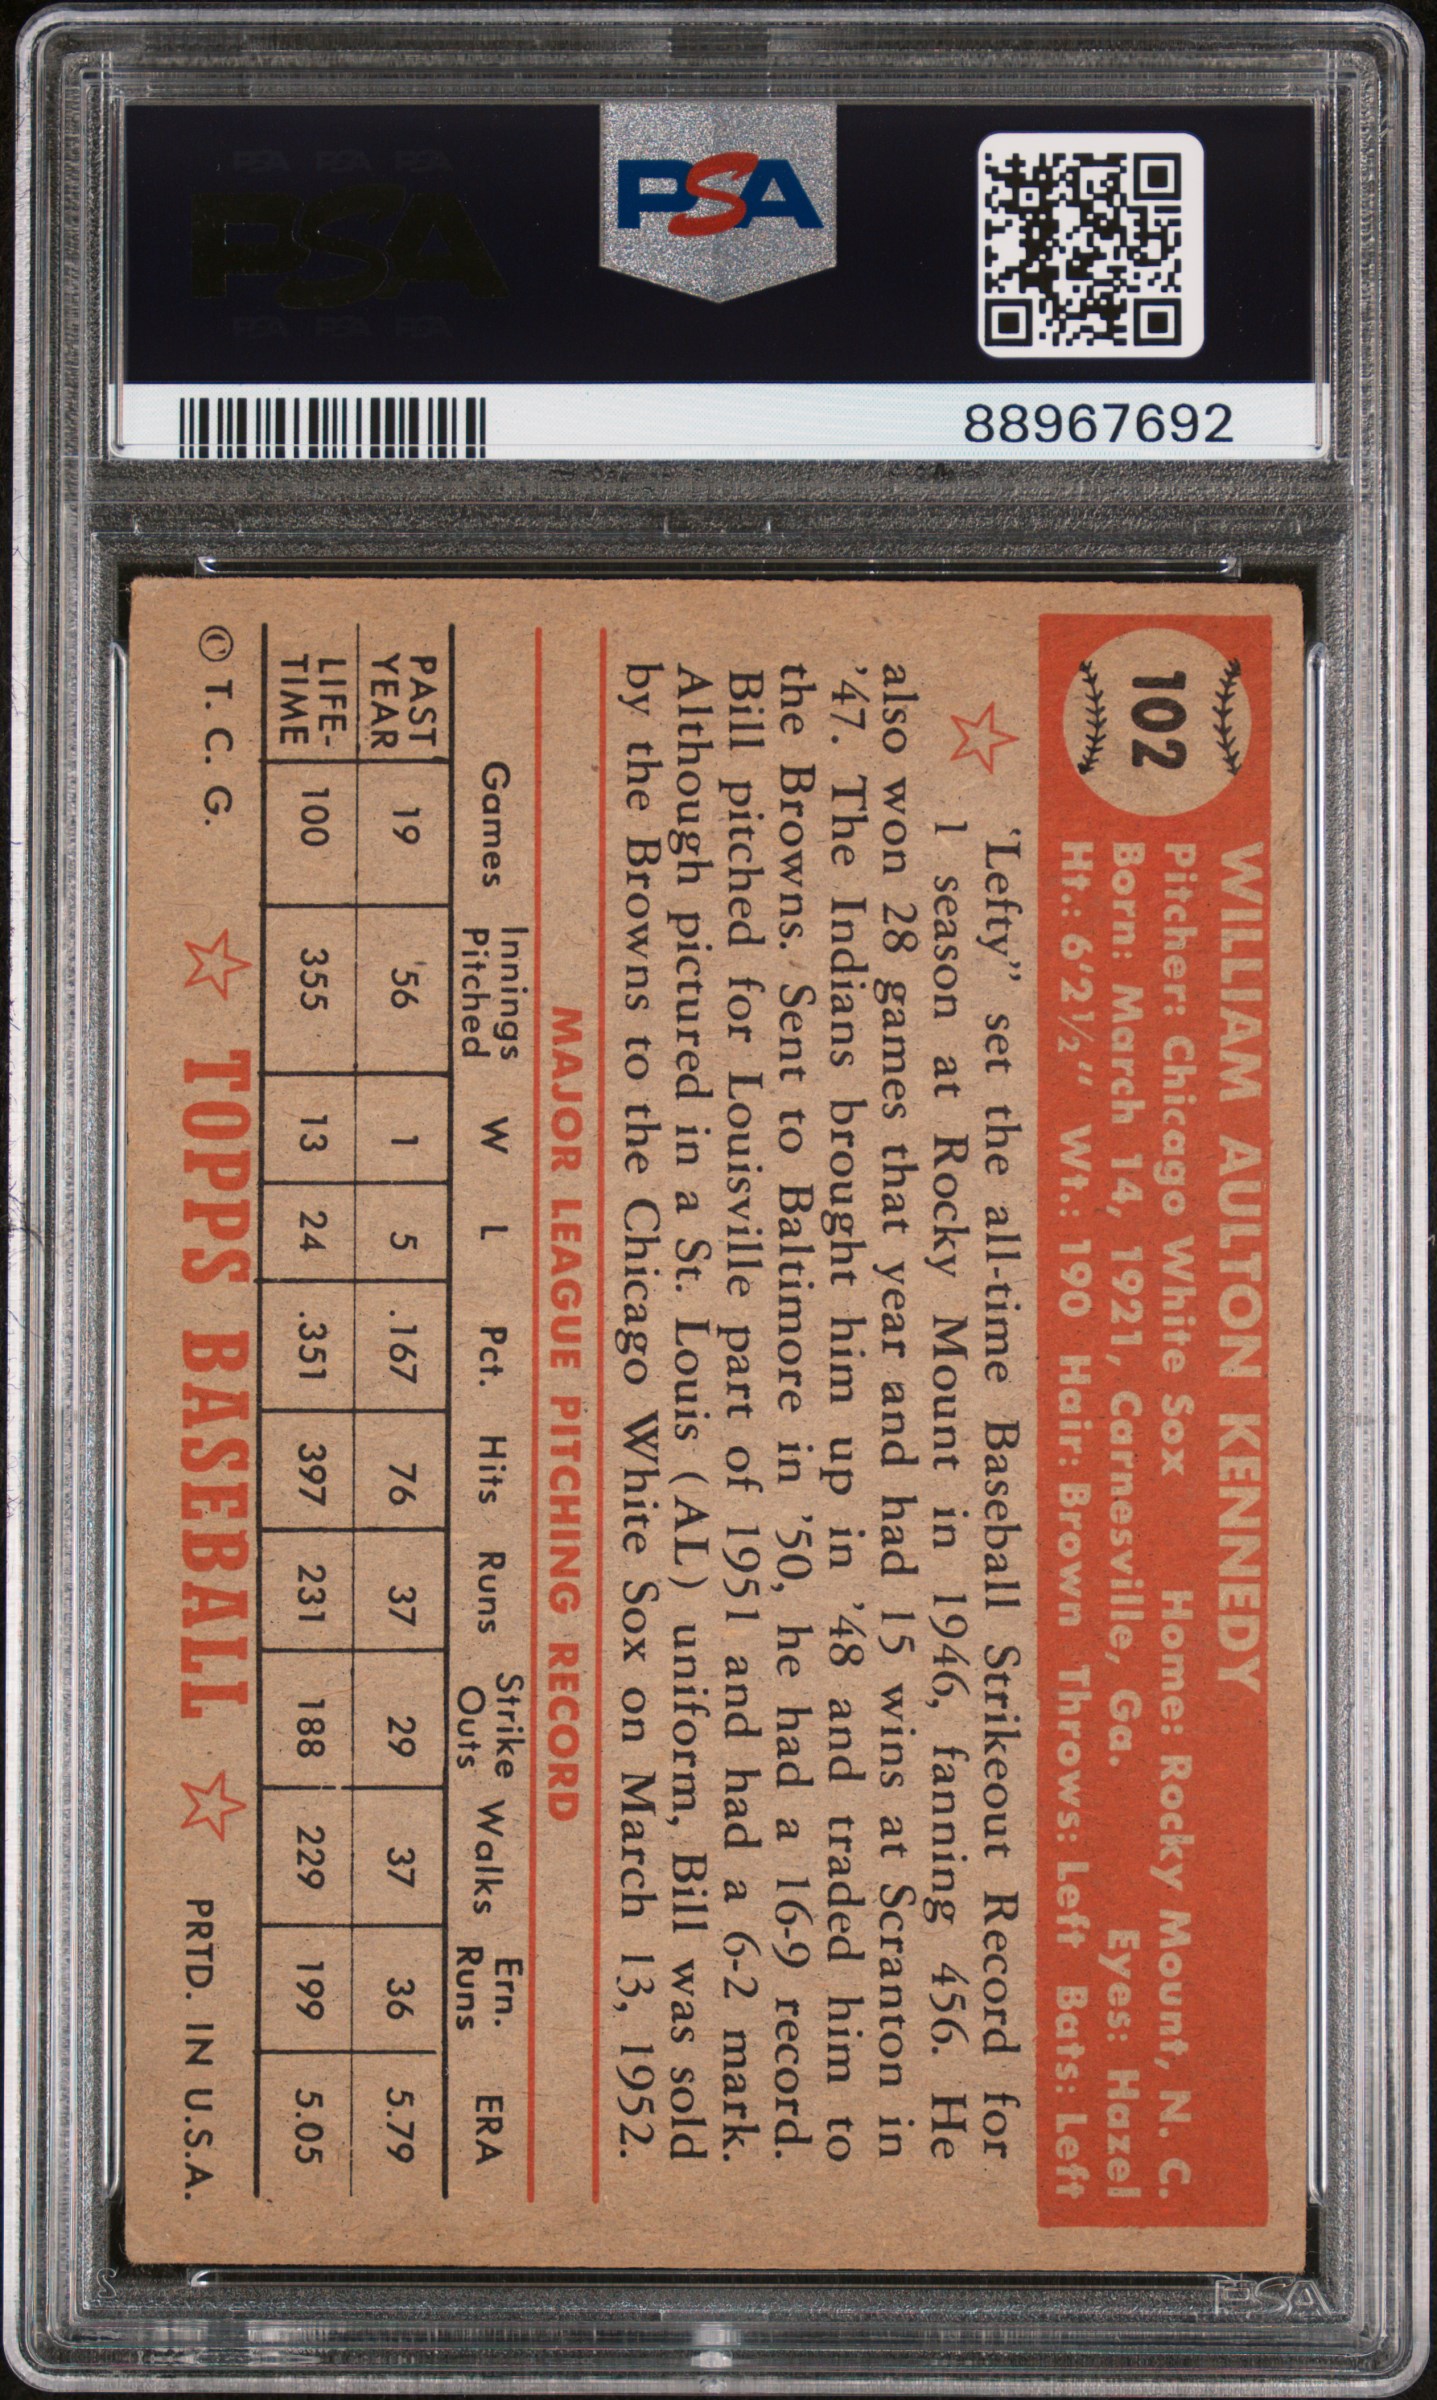 PSA
88967692
102
WILLIAM AULTON KENNEDY
Pitcher: Chicago White Sox Home: Rocky Mount, N. C.
Born: March 14, 1921, Carnesville, Ga. Eyes: Hazel
Ht.: 6'2½" Wt.: 190 Hair: Brown Throws: Left Bats: Left
'Lefty" set the all-time Baseball Strikeout Record for
1 season at Rocky Mount in 1946, fanning 456. He
also won 28 games that year and had 15 wins at Scranton in
'47. The Indians brought him up in '48 and traded him to
the Browns. Sent to Baltimore in '50, he had a 16-9 record.
Bill pitched for Louisville part of 1951 and had a 6-2 mark.
Although pictured in a St. Louis (AL) uniform, Bill was sold
by the Browns to the Chicago White Sox on March 13, 1952.
MAJOR LEAGUE PITCHING RECORD
Games Innings Pitched W L Pct. Hits Runs Strike Outs Walks Ern. Runs ERA
PAST YEAR 19 56 1 5 .167 76 37 29 37 36 5.79
LIFE-TIME 100 355 13 24 .351 397 231 188 229 199 5.05
© T. C. G. TOPPS BASEBALL PRTD. IN U.S.A.
PSA